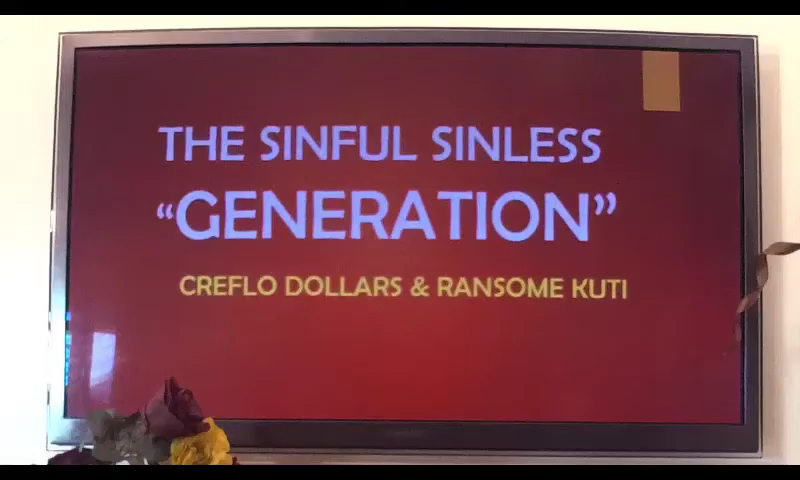 THE SINFUL SINLESS
“GENERATION”
CREFLO DOLLARS & RANSOME KUTI